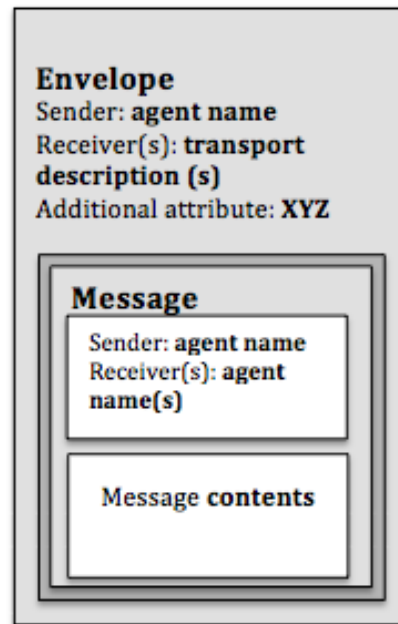 Envelope
Sender: agent name
Receiver(s): transport
description (s)
Additional attribute: XYZ
Message
Sender: agent name
Receiver(s): agent
name(s)
Message contents